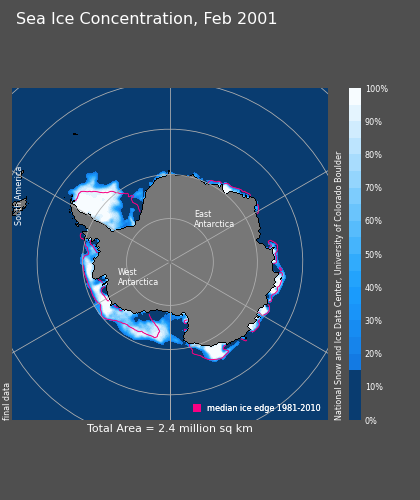 Sea Ice Concentration, Feb 2001
100%
90%
80%
70%
60%
50%
40%
30%
20%
10%
0%
National Snow and Ice Data Center, University of Colorado Boulder
South America
East
Antarctica
West
Antarctica
final data
median ice edge 1981-2010
Total Area = 2.4 million sq km